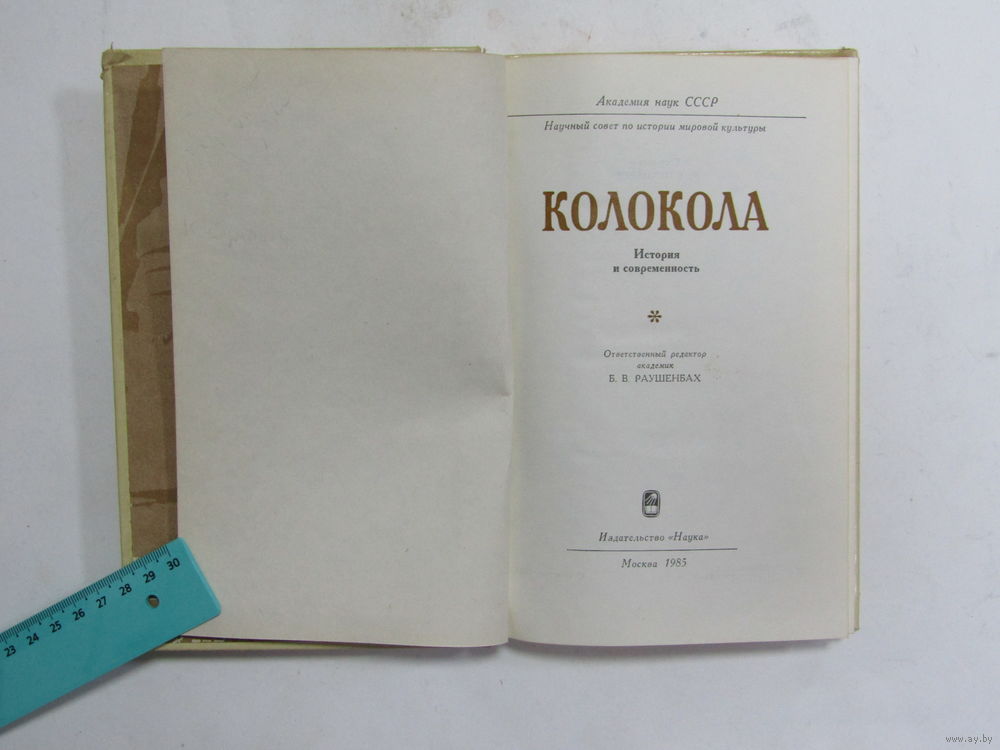 Академия наук СССР
Научный совет по истории мировой культуры
КОЛОКОЛА
История
и современность
*
Ответственный редактор
академик
Б. В. РАУШЕНБАХ
Издательство «Наука»
Москва 1985
23 24 25 26 27 28 29 30
www.ay.by